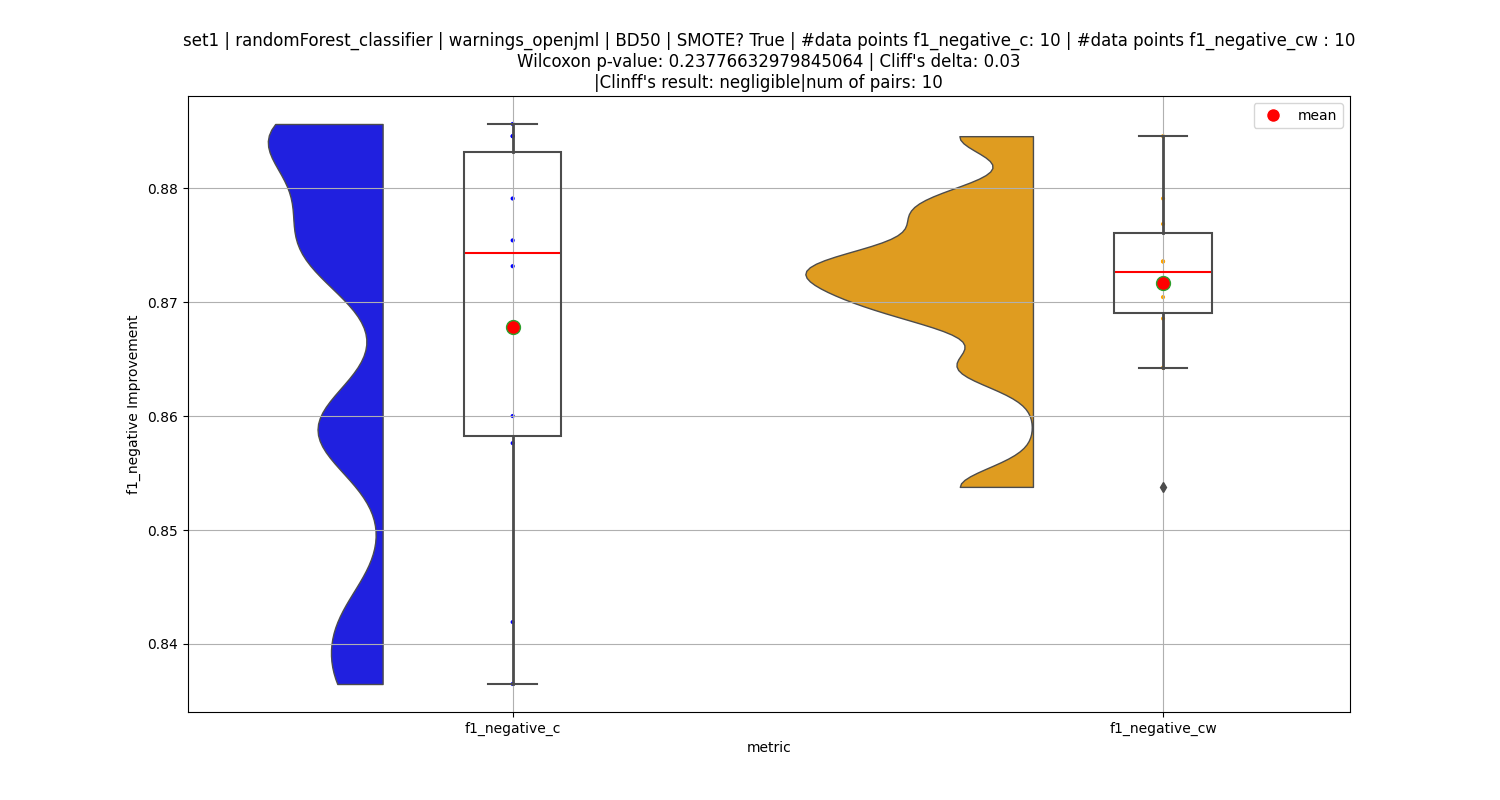 set1 | randomForest_classifier | warnings_openjml | BD50 | SMOTE? True | #data points f1_negative_c: 10 | #data points f1_negative_cw : 10
Wilcoxon p-value: 0.23776632979845064 | Cliff's delta: 0.03
|Clinff's result: negligible|num of pairs: 10
mean
0.88
0.87
0.86
0.85
0.84
f1_negative Improvement
f1_negative_c
f1_negative_cw
metric